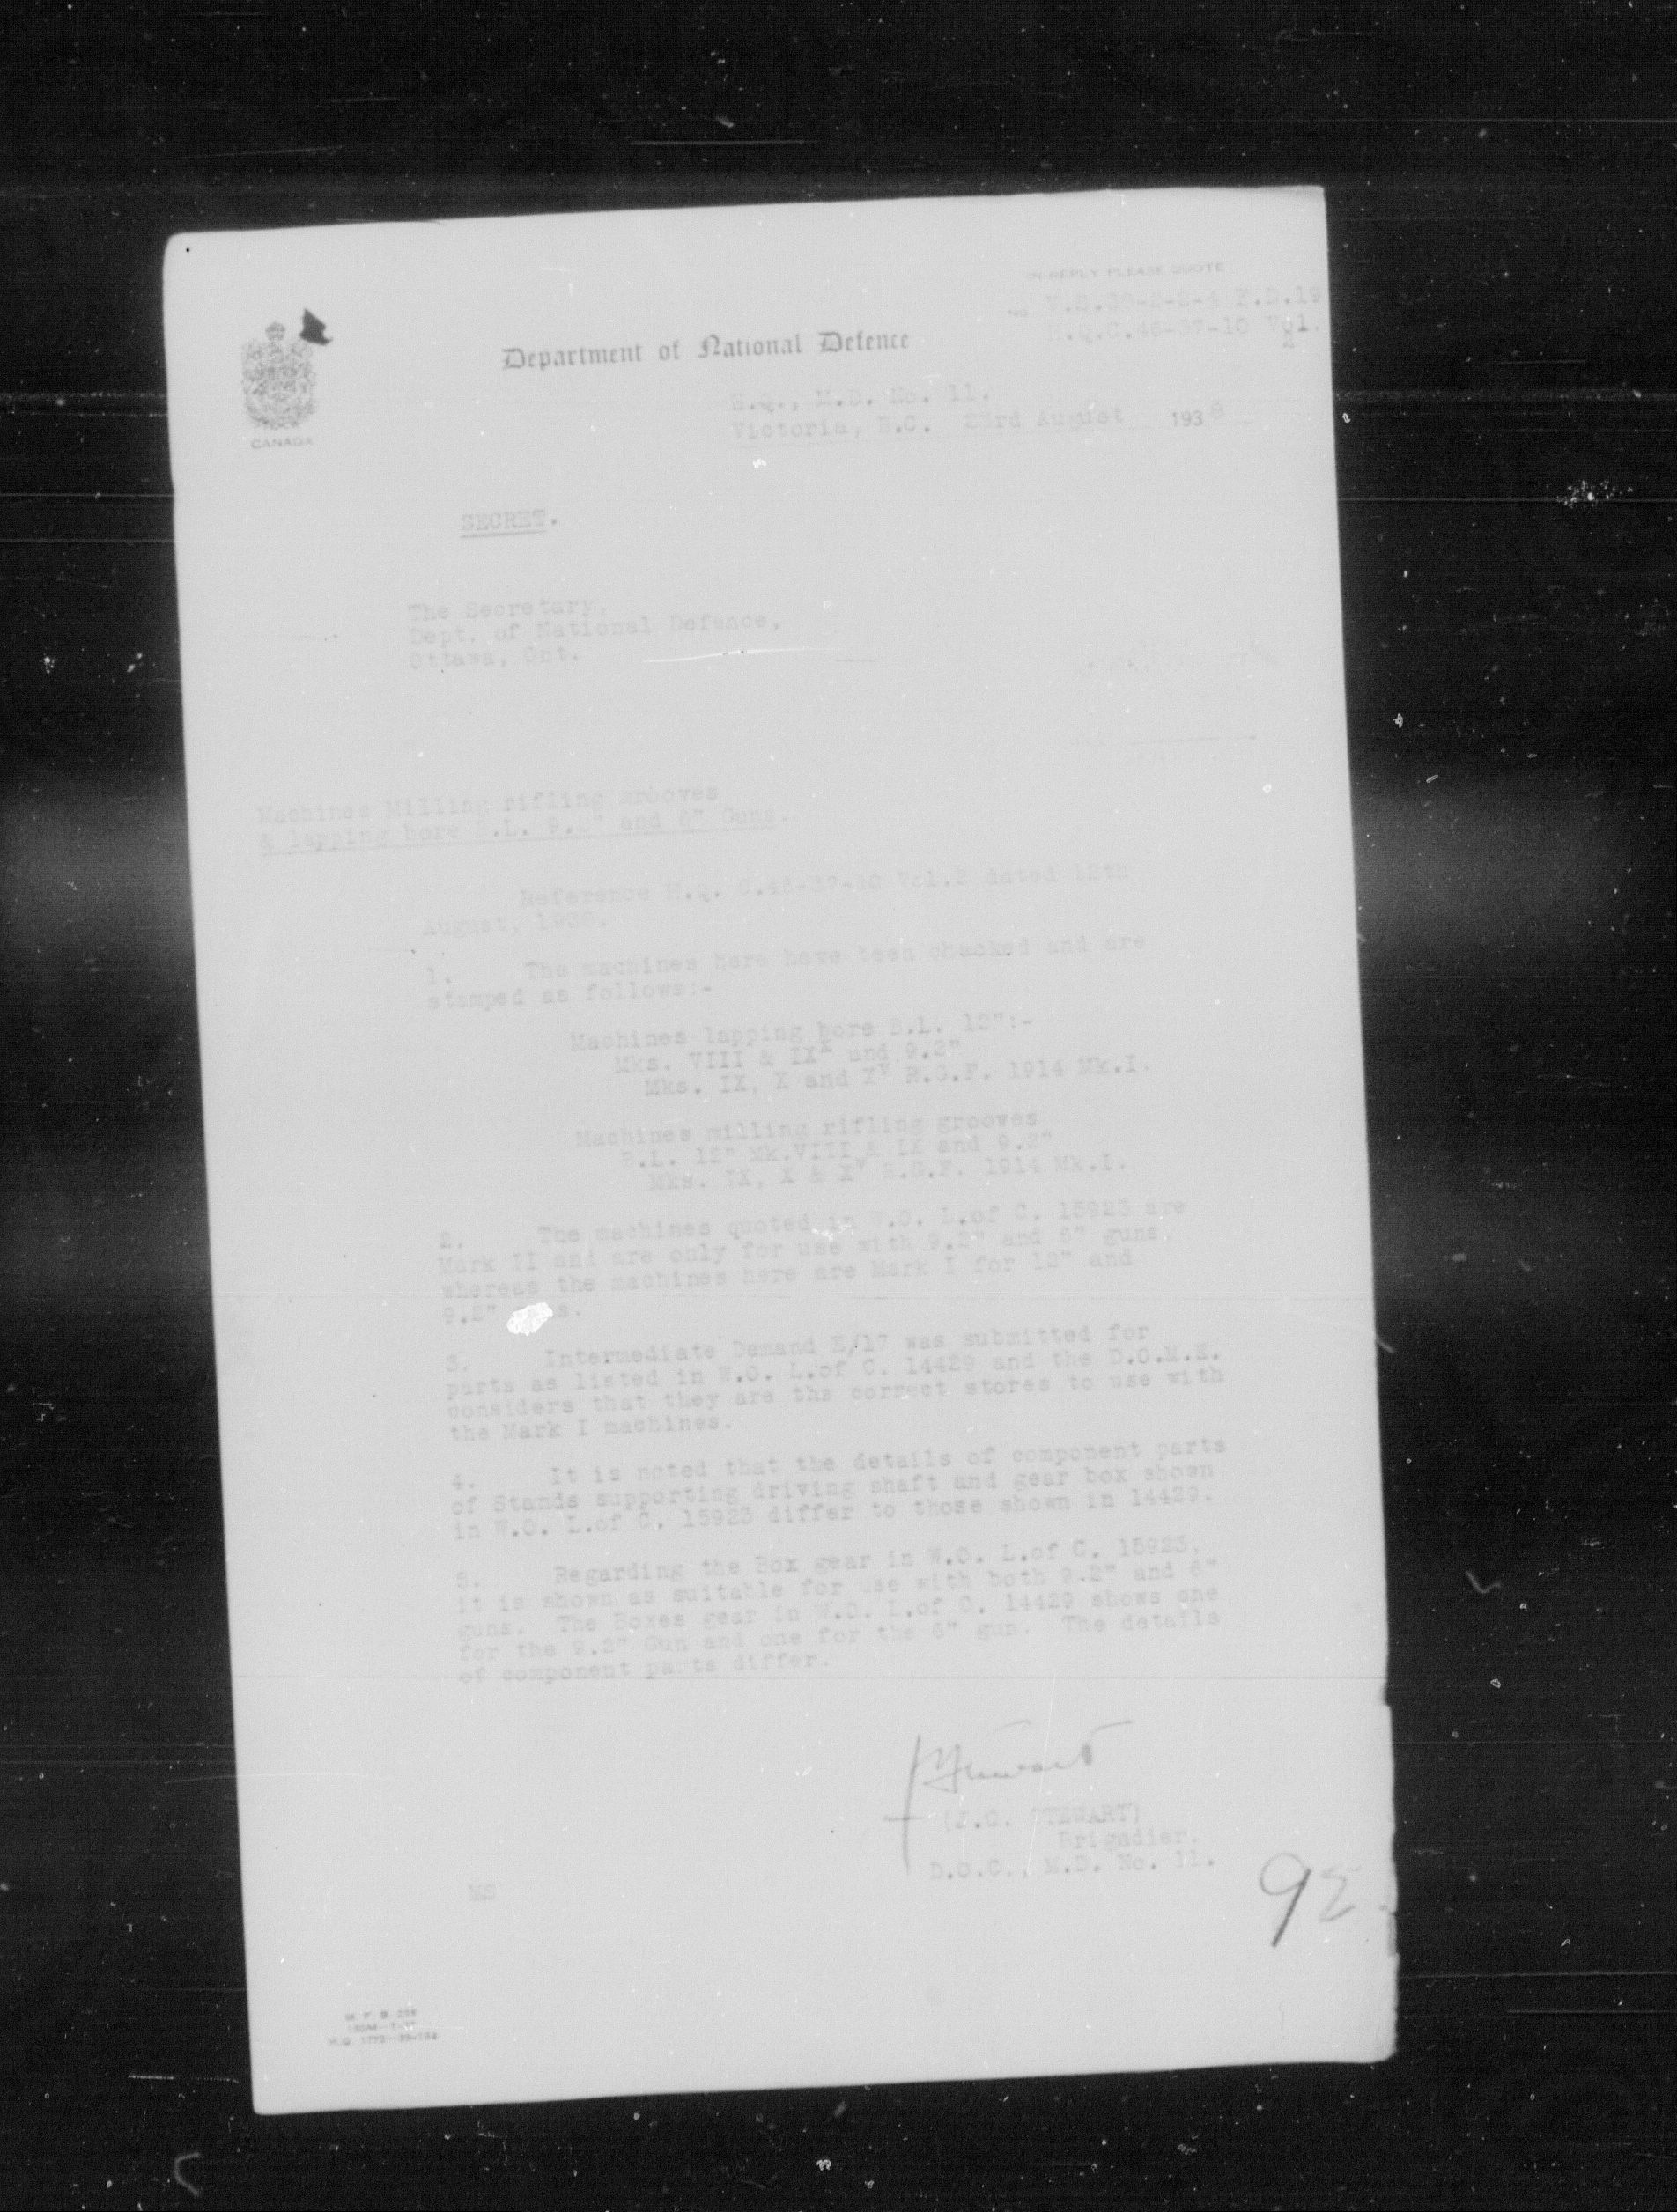 IN REPLY PLEASE QUOTE
No. V.S.38-2-2-4 F.D.19
H.Q.C.46-37-10 Vol.
2
Department of National Defence
CANADA
H.Q., M.D. No. 11.
Victoria, B.C. 23rd August 1938
SECRET.
The Secretary,
Dept. of National Defence,
Ottawa, Ont.
Machines Milling rifling grooves
& lapping bore B.L. 9.2" and 6" Guns.
Reference H.Q. C.46-37-10 Vol.2 dated
August, 1938.
1. The machines here have been checked and are
stamped as follows:-
Machines lapping bore B.L. 12":-
Mks. VIII & IXx and 9.2"
Mks. IX, X and Xv R.G.F. 1914 Mk.I.
Machines milling rifling grooves
B.L. 12" Mk.VIII & IX and 9.2"
Mks. IX, X & Xv R.G.F. 1914 Mk.I.
2. The machines quoted in W.O. L.of C. 15923 are
Mark II and are only for use with 9.2" and 6" guns,
whereas the machines here are Mark I for 12" and
9.2" s.
3. Intermediate Demand E/17 was submitted for
parts as listed in W.O. L.of C. 14429 and the D.O.M.E.
considers that they are ths correct stores to use with
the Mark I machines.
4. It is noted that the details of component parts
of Stands supporting driving shaft and gear box shown
in W.O. L.of C. 15923 differ to those shown in 14429.
5. Regarding the Box gear in W.O. L.of C. 15923,
it is shown as suitable for use with both 9.2" and 6"
guns. The Boxes gear in W.O. L.of C. 14429 shows one
for the 9.2" Gun and one for the 6" gun. The details
of component parts differ.
(J.C. STEWART)
Brigadier.
D.O.C., M.D. No. 11.
MS